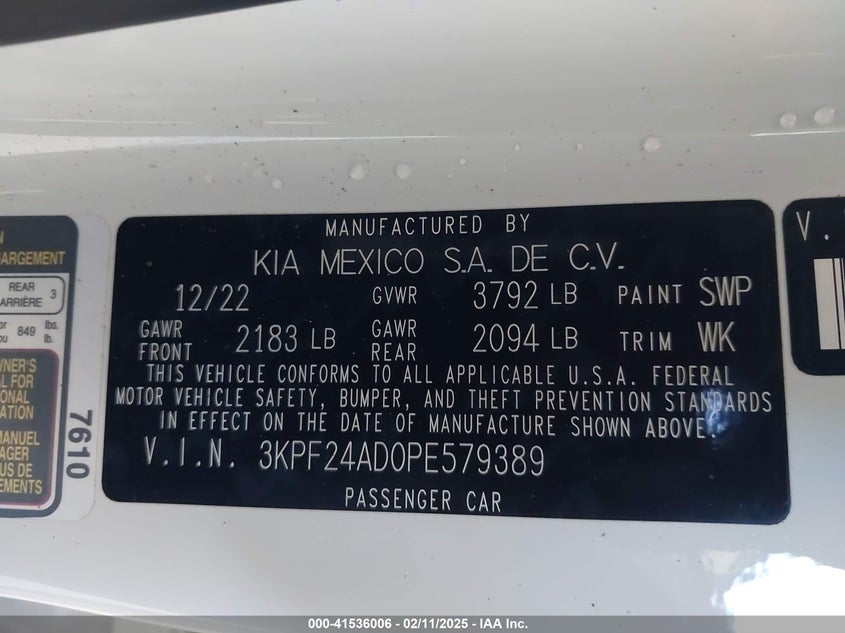 MANUFACTURED BY
KIA MEXICO S.A. DE C.V.
12/22 GVWR 3792 LB PAINT SWP
GAWR FRONT 2183 LB GAWR REAR 2094 LB TRIM WK
THIS VEHICLE CONFORMS TO ALL APPLICABLE U.S.A. FEDERAL
MOTOR VEHICLE SAFETY, BUMPER, AND THEFT PREVENTION STANDARDS
IN EFFECT ON THE DATE OF MANUFACTURE SHOWN ABOVE.
V.I.N. 3KPF24AD0PE579389
PASSENGER CAR
REAR
ARRIÈRE 3
849 lbs.
lb.
7610
MANUEL
V.
000-41536006 - 02/11/2025 - IAA Inc.